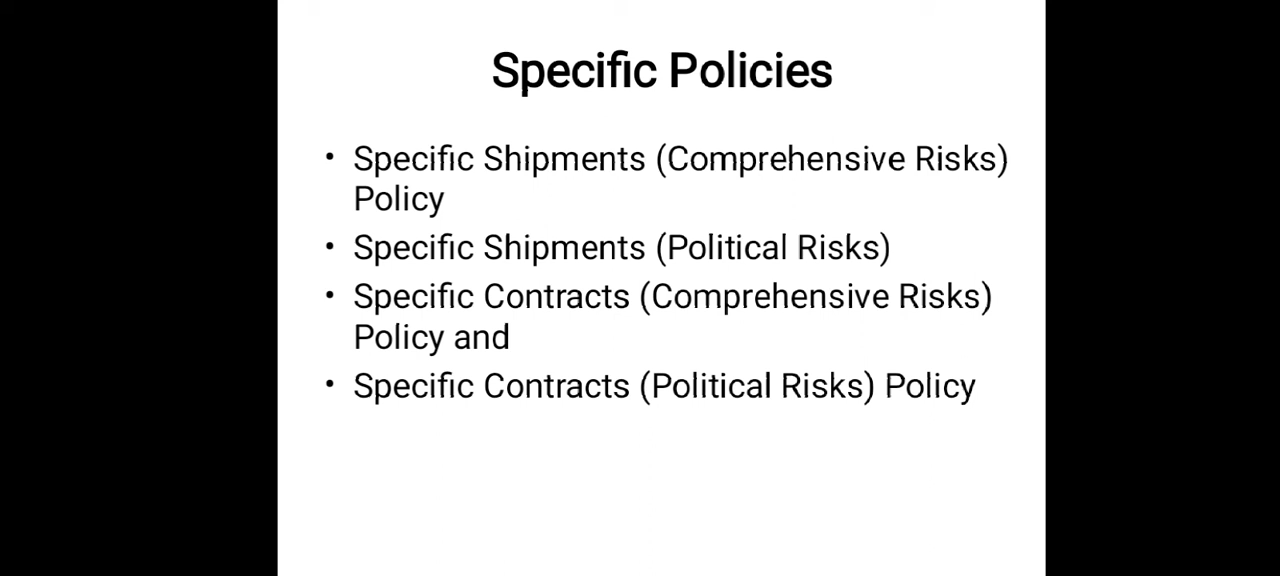 Specific Policies
• Specific Shipments (Comprehensive Risks)
Policy
• Specific Shipments (Political Risks)
• Specific Contracts (Comprehensive Risks)
Policy and
• Specific Contracts (Political Risks) Policy